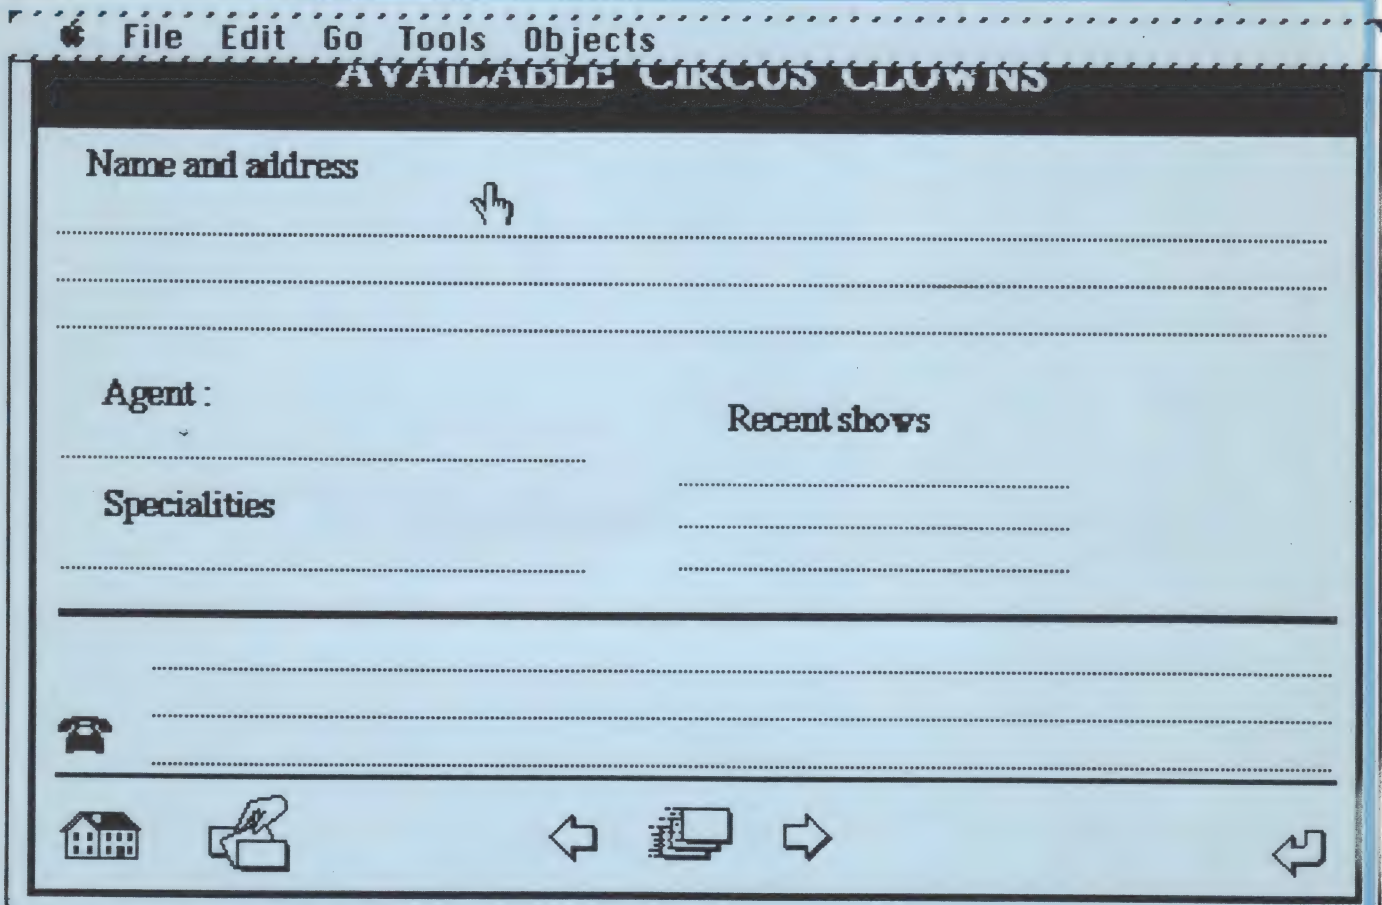 File Edit Go Tools Objects
AVAILABLE CIRCUS CLOWNS
Name and address
Agent :
Recent shows
Specialities